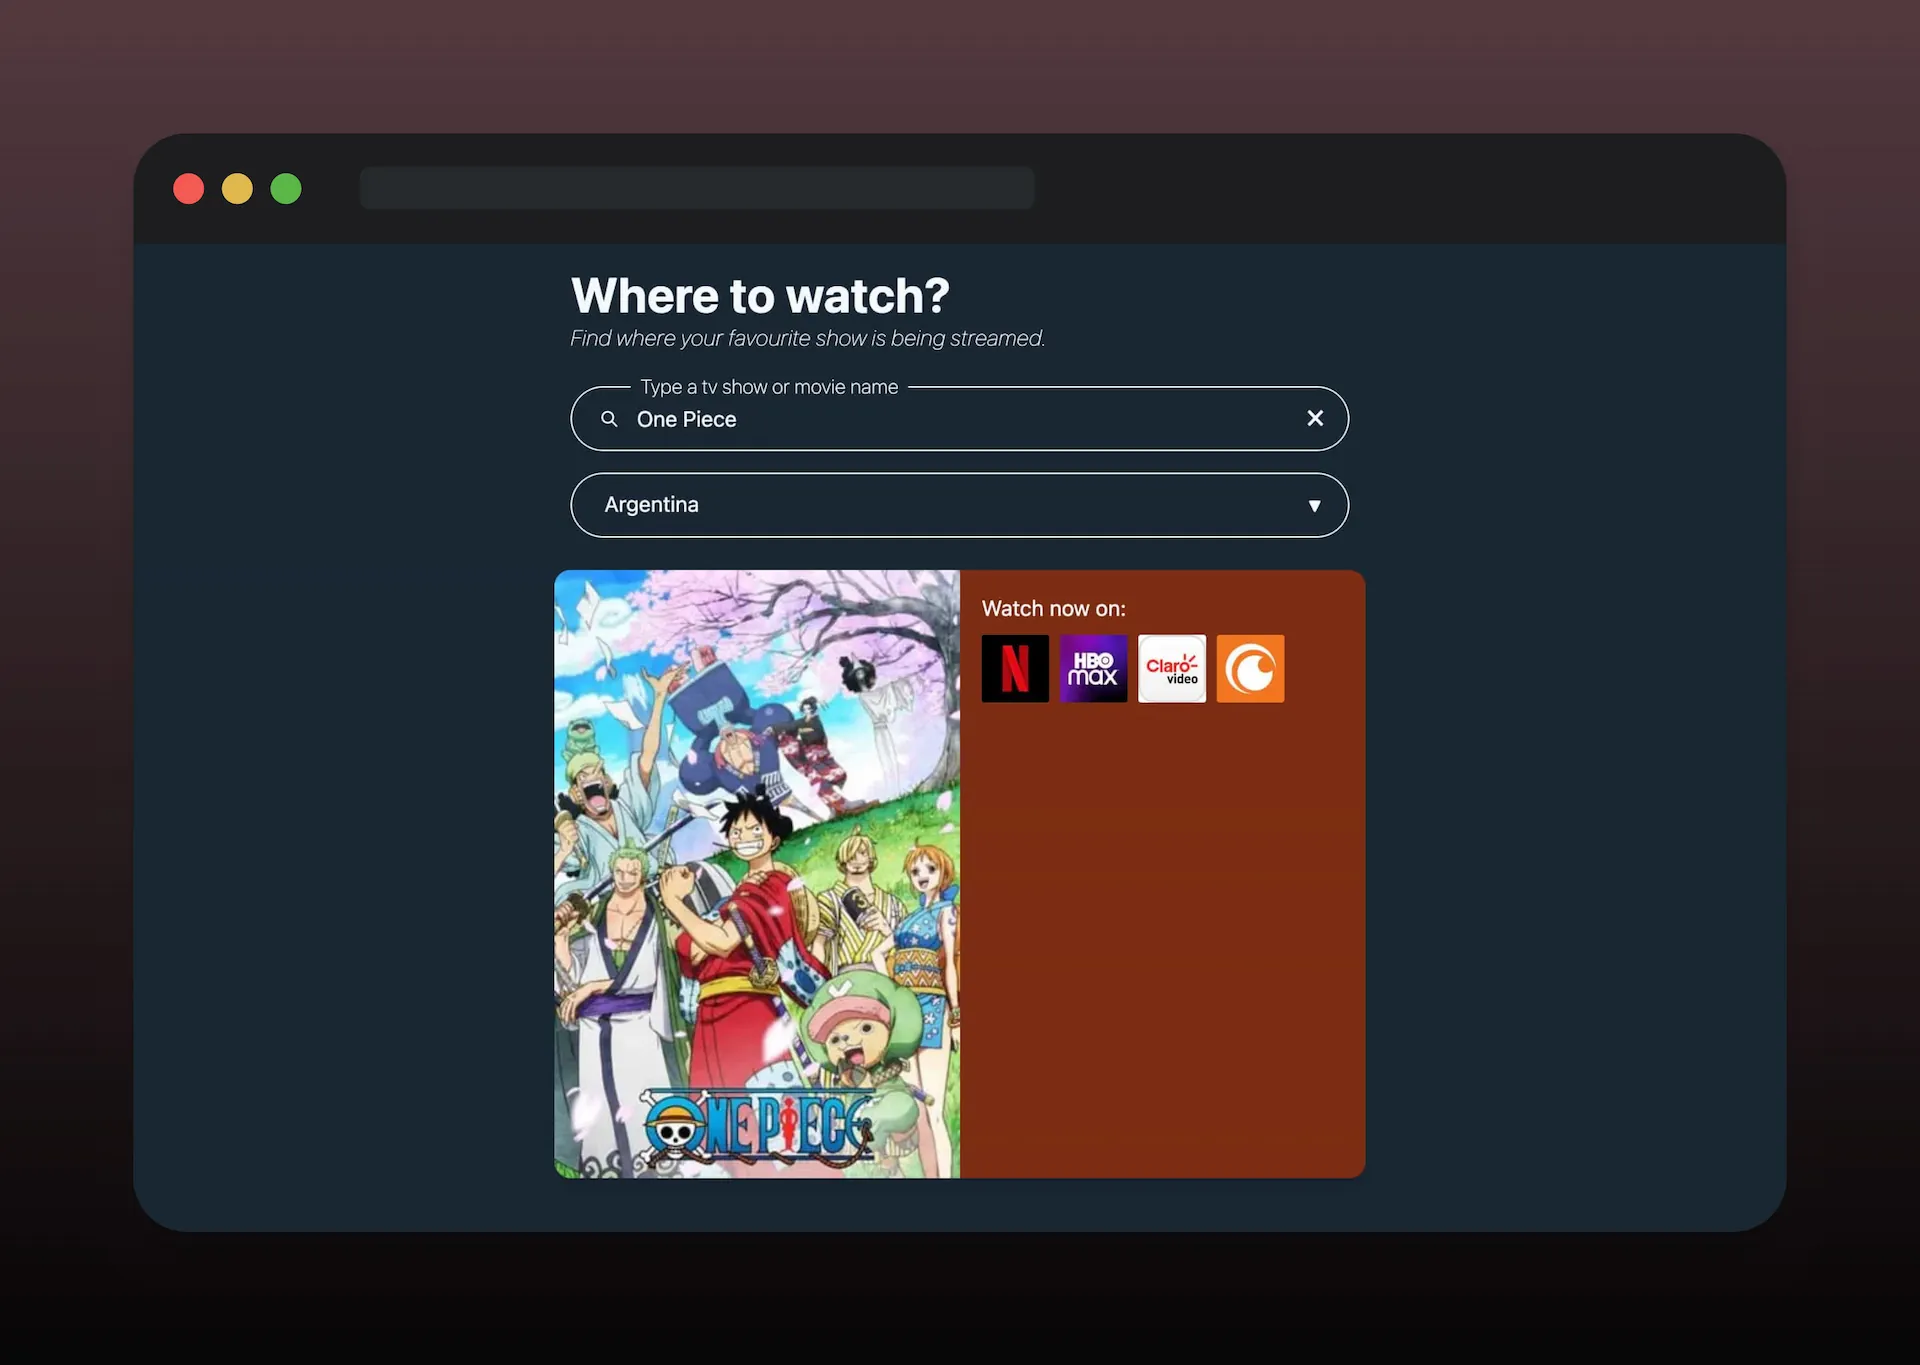 Where to watch?
Find where your favourite show is being streamed.
Type a tv show or movie name
One Piece
Argentina
Watch now on:
N
HBO
max
Claro
video
ONE PIECE